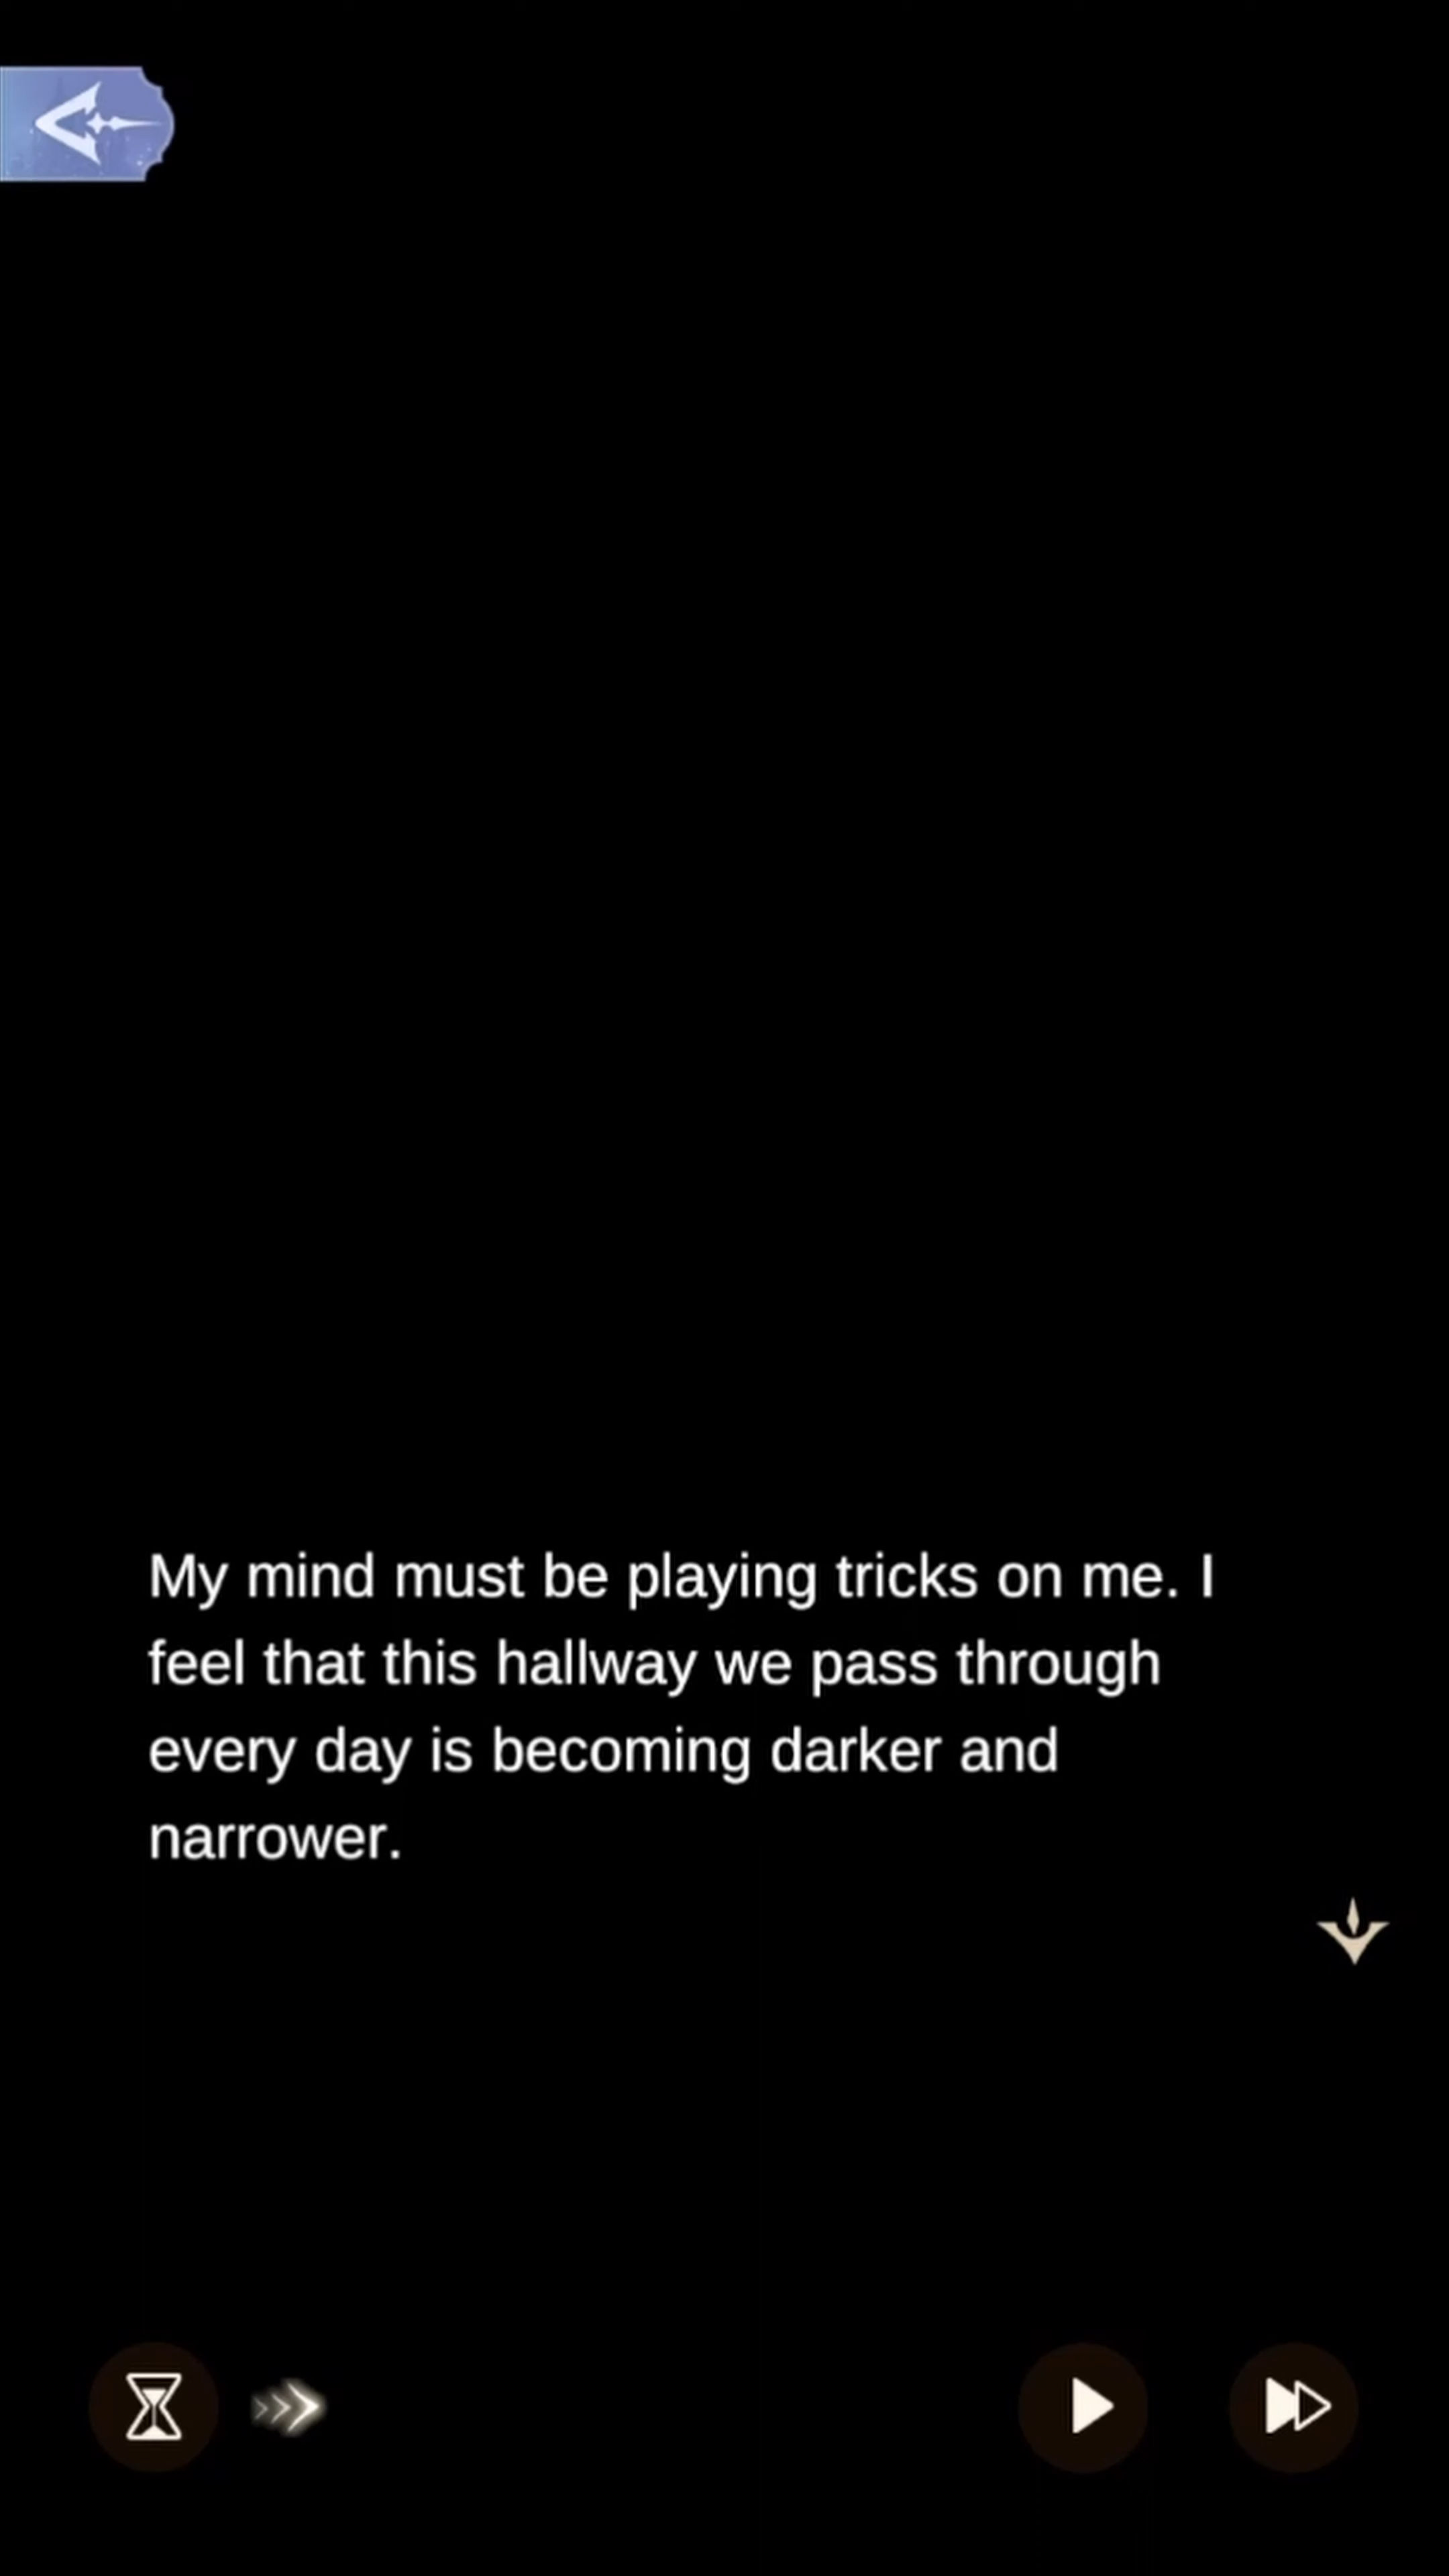 My mind must be playing tricks on me. I
feel that this hallway we pass through
every day is becoming darker and
narrower.